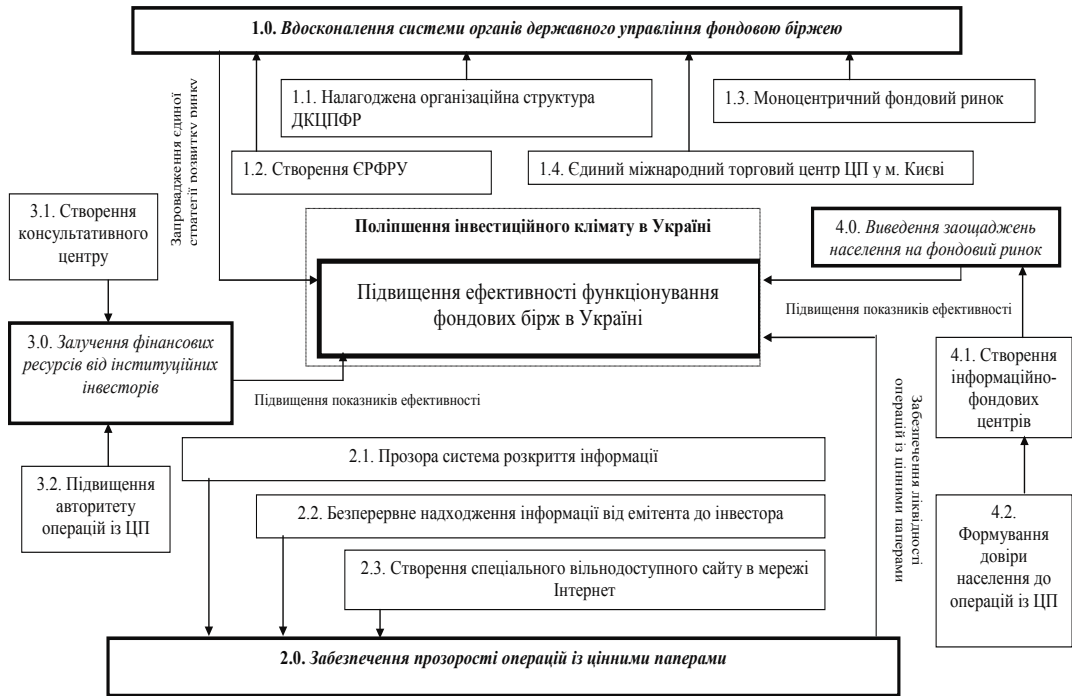 1.0. Вдосконалення системи органів державного управління фондовою біржею
Запровадження єдиної
стратегії розвитку ринку
1.1. Налагоджена організаційна структура
ДКЦПФР
1.3. Моноцентричний фондовий ринок
1.2. Створення ЄРФРУ
1.4. Єдиний міжнародний торговий центр ЦП у м. Києві
3.1. Створення
консультативного
центру
Поліпшення інвестиційного клімату в Україні
Підвищення ефективності функціонування
фондових бірж в Україні
4.0. Виведення заощаджень
населення на фондовий ринок
Підвищення показників ефективності
3.0. Залучення фінансових
ресурсів від інституційних
інвесторів
Підвищення показників ефективності
4.1. Створення
інформаційно-
фондових
центрів
Забезпечення ліквідності
операцій із цінними паперами
2.1. Прозора система розкриття інформації
3.2. Підвищення
авторитету
операцій із ЦП
2.2. Безперервне надходження інформації від емітента до інвестора
4.2.
Формування
довіри
населення до
операцій із ЦП
2.3. Створення спеціального вільнодоступного сайту в мережі
Інтернет
2.0. Забезпечення прозорості операцій із цінними паперами